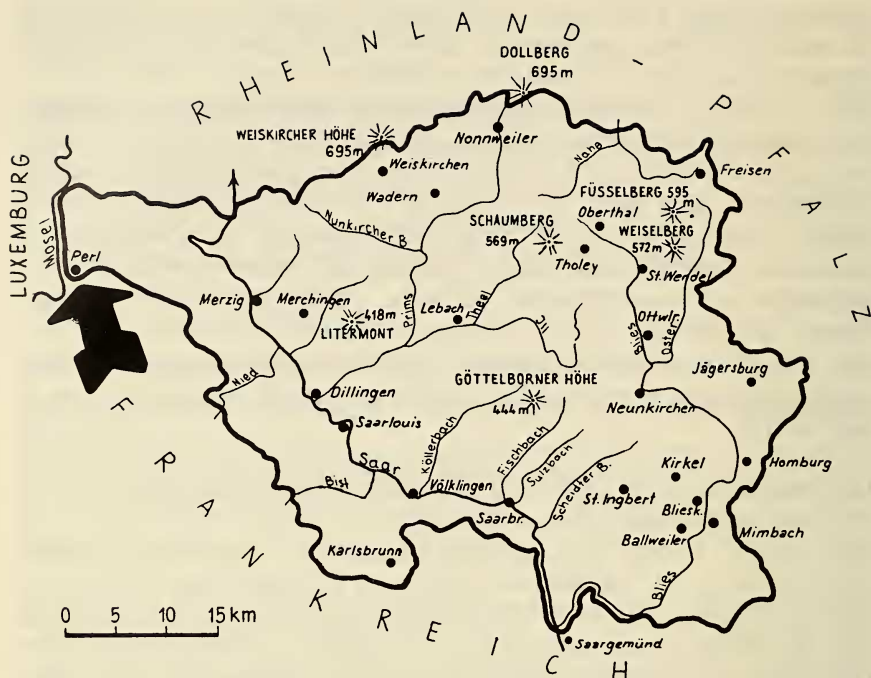 RHEINLAND-PFALZ
DOLLBERG
695m
WEISKIRCHER HÖHE
695m
Nonnweiler
Weiskirchen
Wadern
Nahe
Freisen
LUXEMBURG
Mosel
Perl
Nunkircher B.
SCHAUMBERG
569m
FÜSSELBERG 595
m
Oberthal
WEISELBERG
572m
Tholey
St.Wendel
Merzig
Merchingen
418m
LITERMONT
Prims
Lebach
Theel
Ill
Blies
Ottwlr.
Oster
Jägersburg
Nied
Dillingen
GÖTTELBORNER HÖHE
444m
Neunkirchen
Saarlouis
Saar
Köllerbach
Fischbach
Sulzbach
Scheidter B.
Kirkel
Homburg
Bist
Völklingen
St.Ingbert
Bliesk.
Saarbr.
Ballweiler
Mimbach
Karlsbrunn
Blies
0 5 10 15 km
Saargemünd
FRANKREICH